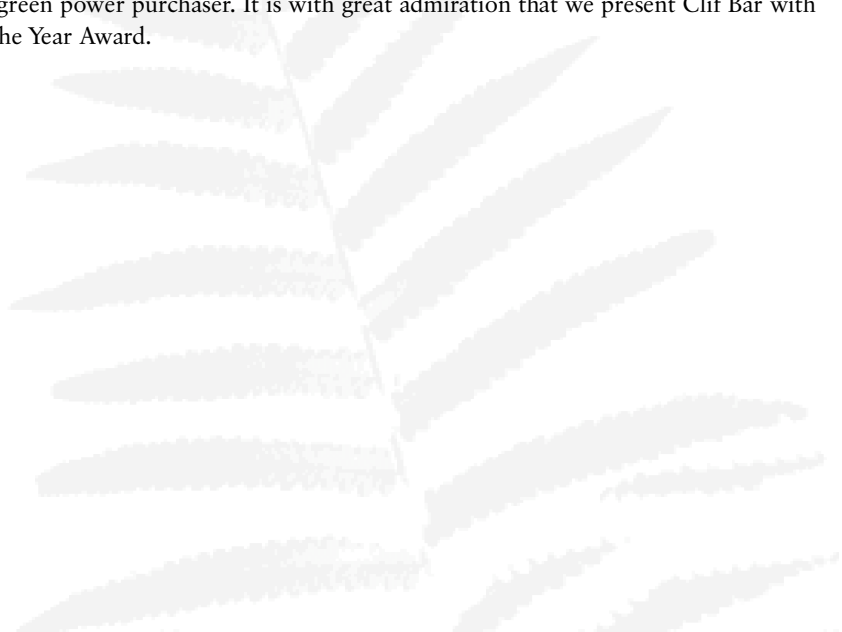 green power purchaser. It is with great admiration that we present Clif Bar with
he Year Award.